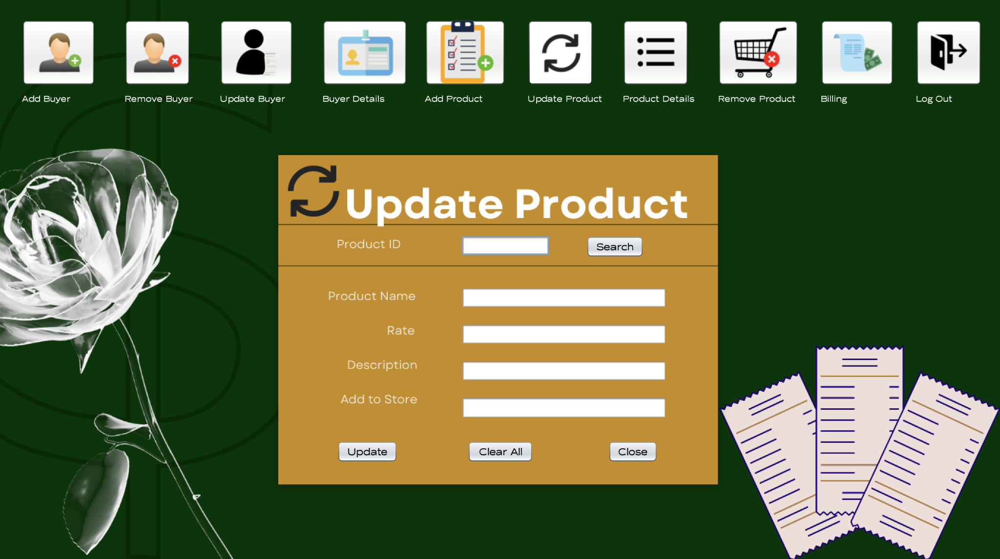 Add Buyer
Remove Buyer
Update Buyer
Buyer Details
Add Product
Update Product
Product Details
Remove Product
Billing
Log Out
Update Product
Product ID
Search
Product Name
Rate
Description
Add to Store
Update
Clear All
Close